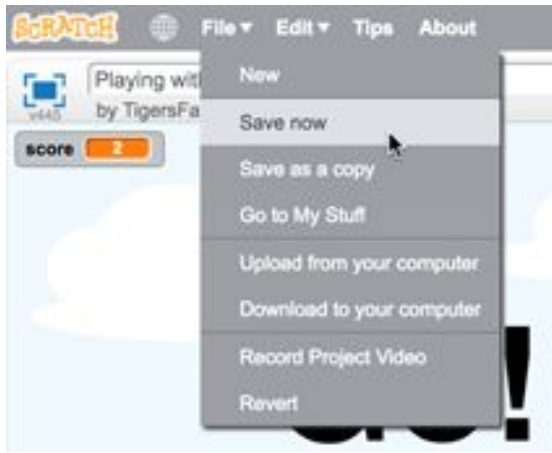 SCRATCH File Edit Tips About
Playing wit
v445
by TigersFa
score 2
New
Save now
Save as a copy
Go to My Stuff
Upload from your computer
Download to your computer
Record Project Video
Revert
!